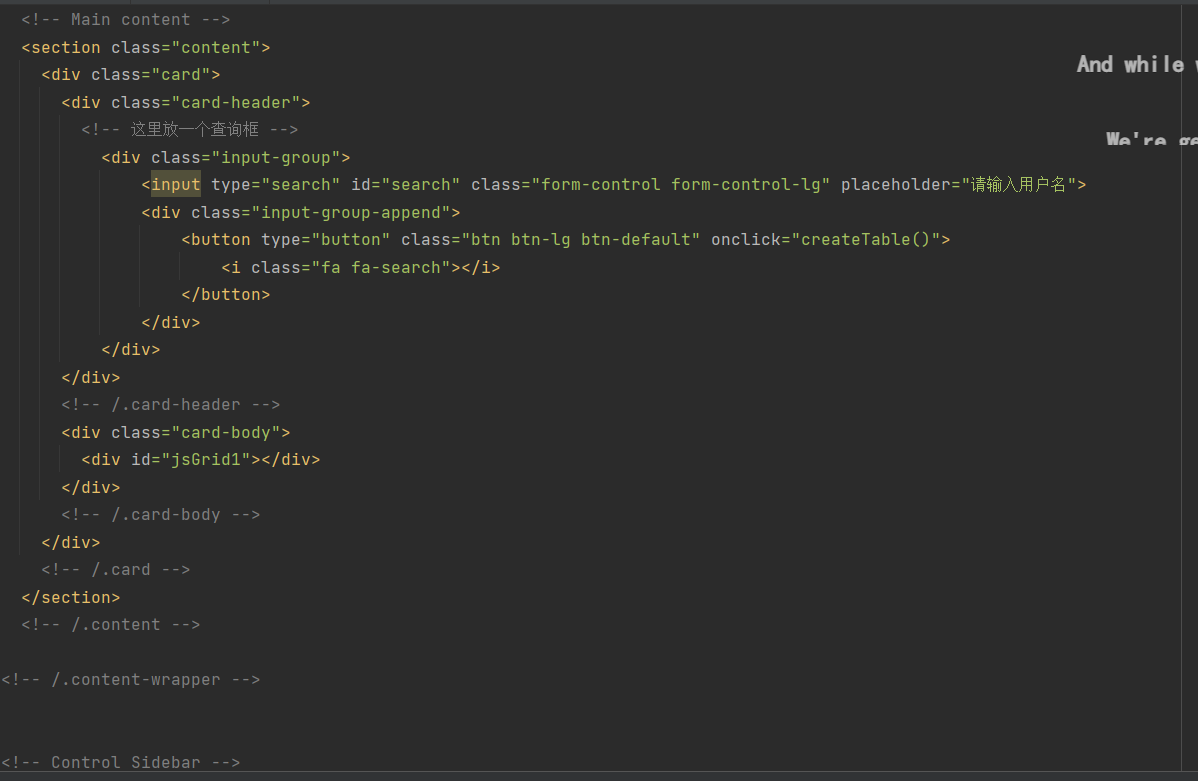 <!-- Main content -->
<section class="content">
<div class="card">
<div class="card-header">
<!-- 这里放一个查询框 -->
<div class="input-group">
<input type="search" id="search" class="form-control form-control-lg" placeholder="请输入用户名">
<div class="input-group-append">
<button type="button" class="btn btn-lg btn-default" onclick="createTable()">
<i class="fa fa-search"></i>
</button>
</div>
</div>
</div>
<!-- /.card-header -->
<div class="card-body">
<div id="jsGrid1"></div>
</div>
<!-- /.card-body -->
</div>
<!-- /.card -->
</section>
<!-- /.content -->
<!-- /.content-wrapper -->
<!-- Control Sidebar -->
And while
We're